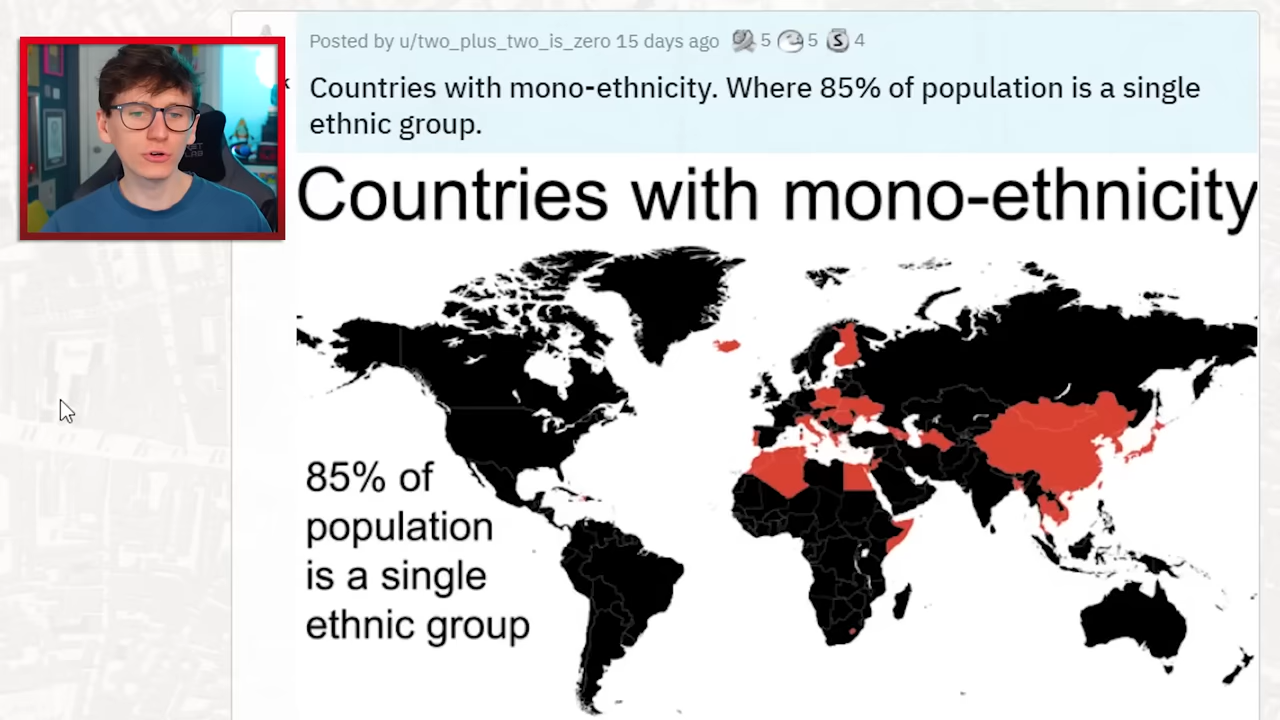 Posted by u/two_plus_two_is_zero 15 days ago 5 5 S 4
Countries with mono-ethnicity. Where 85% of population is a single
ethnic group.
Countries with mono-ethnicity
85% of
population
is a single
ethnic group